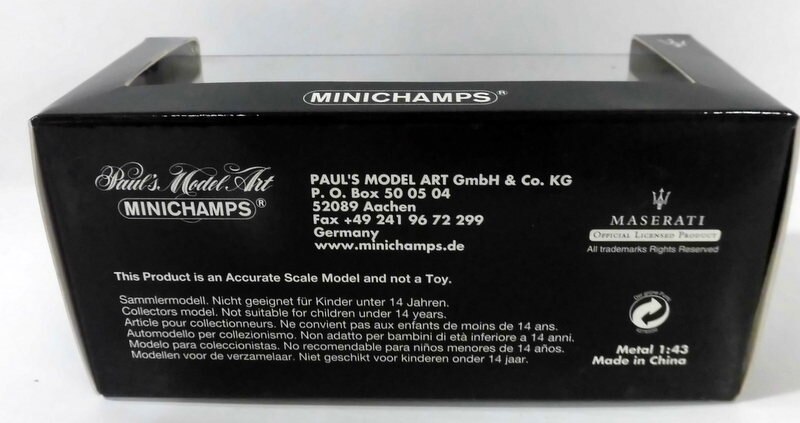 MINICHAMPS®
Paul's Model Art
MINICHAMPS®
PAUL'S MODEL ART GmbH & Co. KG
P. O. Box 50 05 04
52089 Aachen
Fax +49 241 96 72 299
Germany
www.minichamps.de
MASERATI
OFFICIAL LICENSED PRODUCT
All trademarks Rights Reserved
This Product is an Accurate Scale Model and not a Toy.
Sammlermodell. Nicht geeignet für Kinder unter 14 Jahren.
Collectors model. Not suitable for children under 14 years.
Article pour collectionneurs. Ne convient pas aux enfants de moins de 14 ans.
Automodello per collezionismo. Non adatto per bambini di età inferiore a 14 anni.
Modelo para coleccionistas. No recomendable para niños menores de 14 años.
Modellen voor de verzamelaar. Niet geschikt voor kinderen onder 14 jaar.
Der Grüne Punkt
Metal 1:43
Made in China